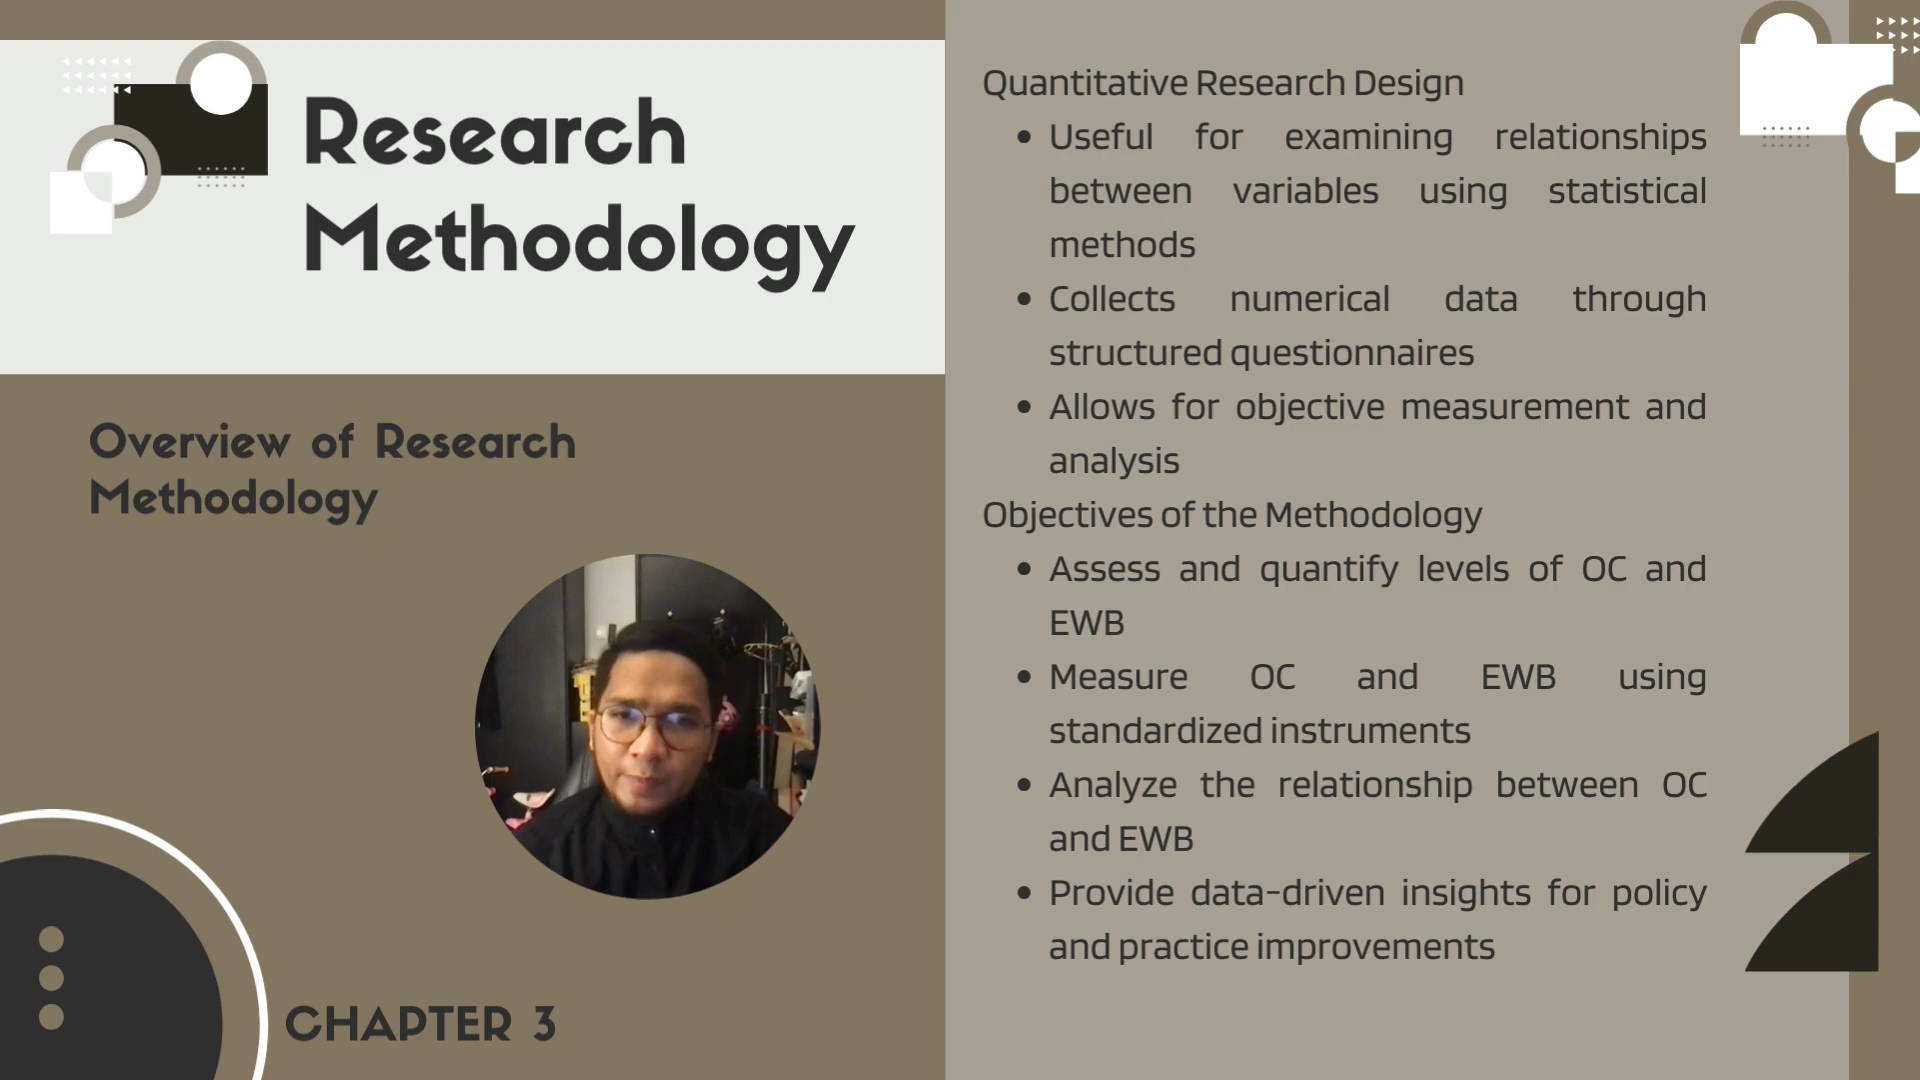 Research
Methodology
Overview of Research
Methodology
CHAPTER 3
Quantitative Research Design
• Useful for examining relationships
between variables using statistical
methods
• Collects numerical data through
structured questionnaires
• Allows for objective measurement and
analysis
Objectives of the Methodology
• Assess and quantify levels of OC and
EWB
• Measure OC and EWB using
standardized instruments
• Analyze the relationship between OC
and EWB
• Provide data-driven insights for policy
and practice improvements